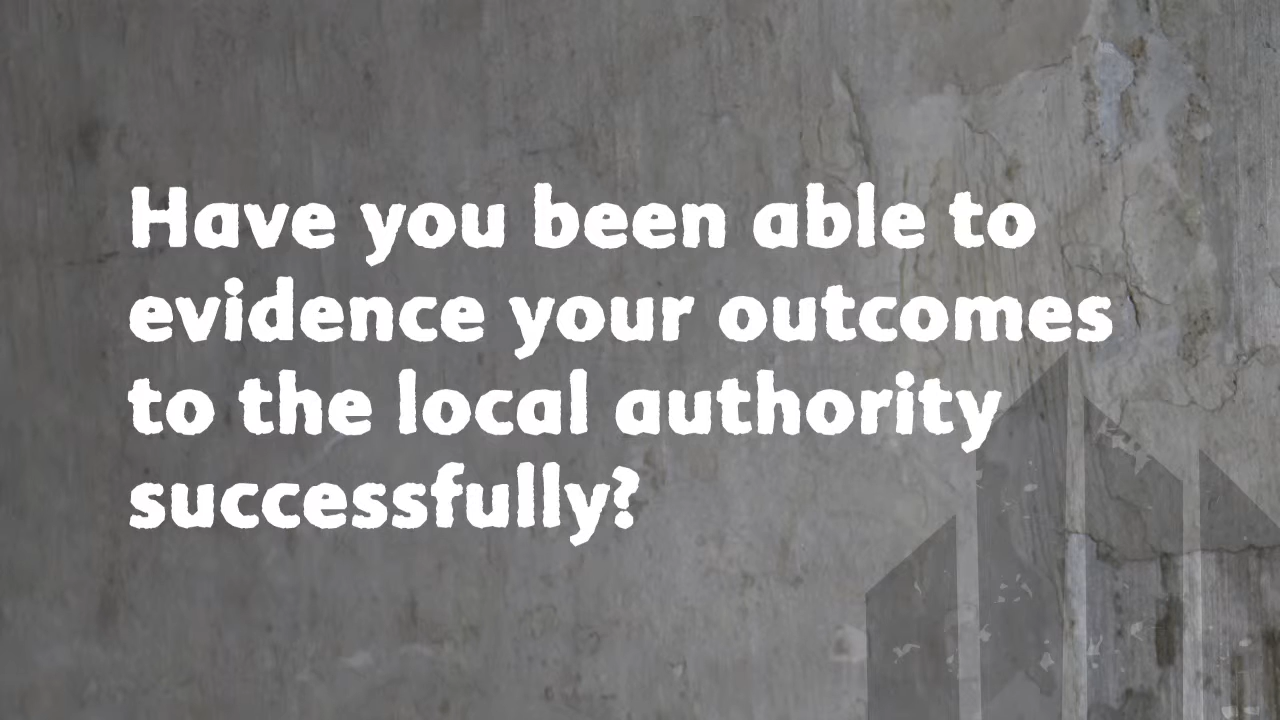 Have you been able to
evidence your outcomes
to the local authority
successfully?